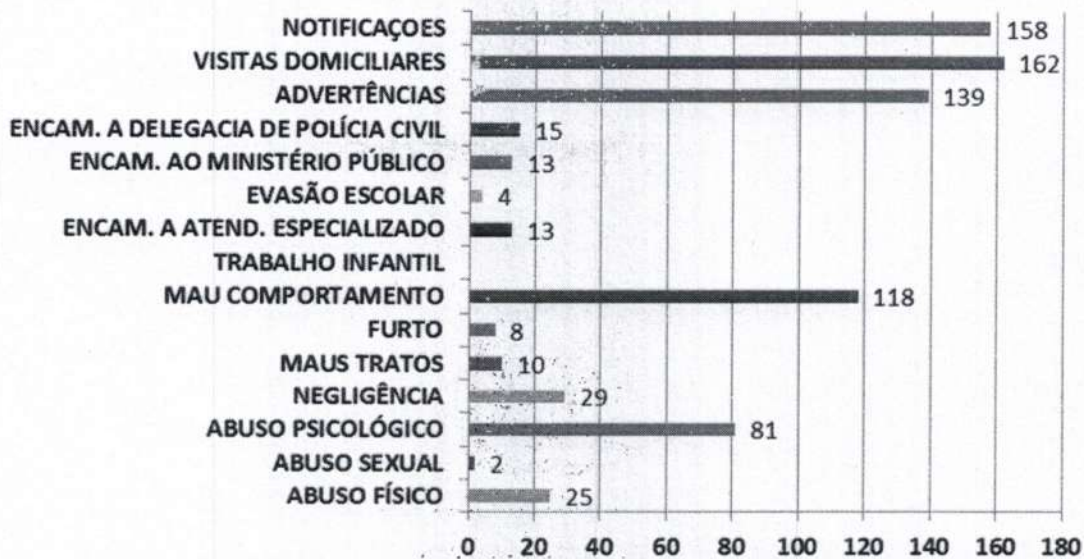 NOTIFICAÇOES 158
VISITAS DOMICILIARES 162
ADVERTÊNCIAS 139
ENCAM. A DELEGACIA DE POLÍCIA CIVIL 15
ENCAM. AO MINISTÉRIO PÚBLICO 13
EVASÃO ESCOLAR 4
ENCAM. A ATEND. ESPECIALIZADO 13
TRABALHO INFANTIL
MAU COMPORTAMENTO 118
FURTO 8
MAUS TRATOS 10
NEGLIGÊNCIA 29
ABUSO PSICOLÓGICO 81
ABUSO SEXUAL 2
ABUSO FÍSICO 25
0 20 40 60 80 100 120 140 160 180